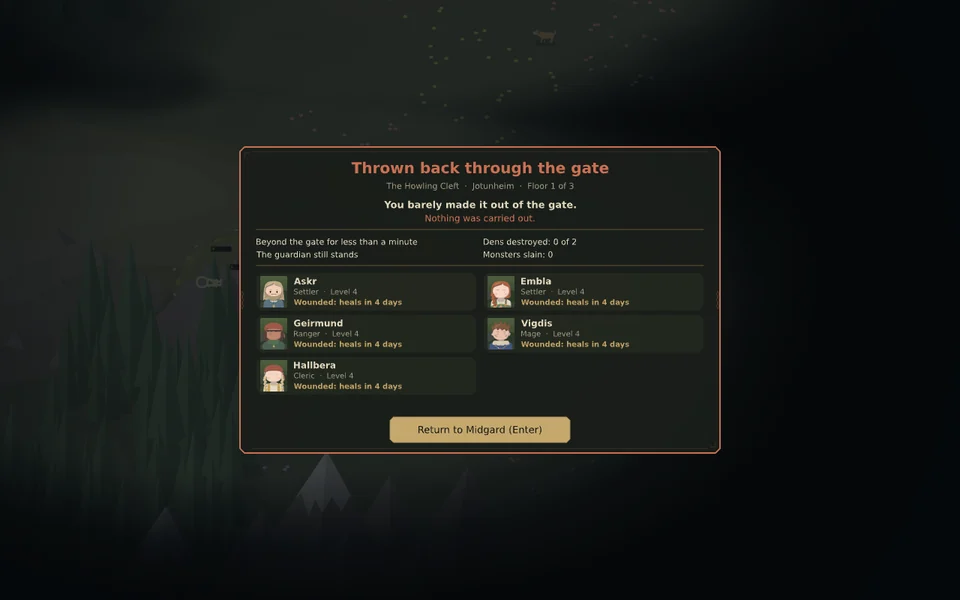 Thrown back through the gate
The Howling Cleft · Jotunheim · Floor 1 of 3
You barely made it out of the gate.
Nothing was carried out.
Beyond the gate for less than a minute
Dens destroyed: 0 of 2
The guardian still stands
Monsters slain: 0
Askr
Settler · Level 4
Wounded: heals in 4 days
Embla
Settler · Level 4
Wounded: heals in 4 days
Geirmund
Ranger · Level 4
Wounded: heals in 4 days
Vigdis
Mage · Level 4
Wounded: heals in 4 days
Hallbera
Cleric · Level 4
Wounded: heals in 4 days
Return to Midgard (Enter)